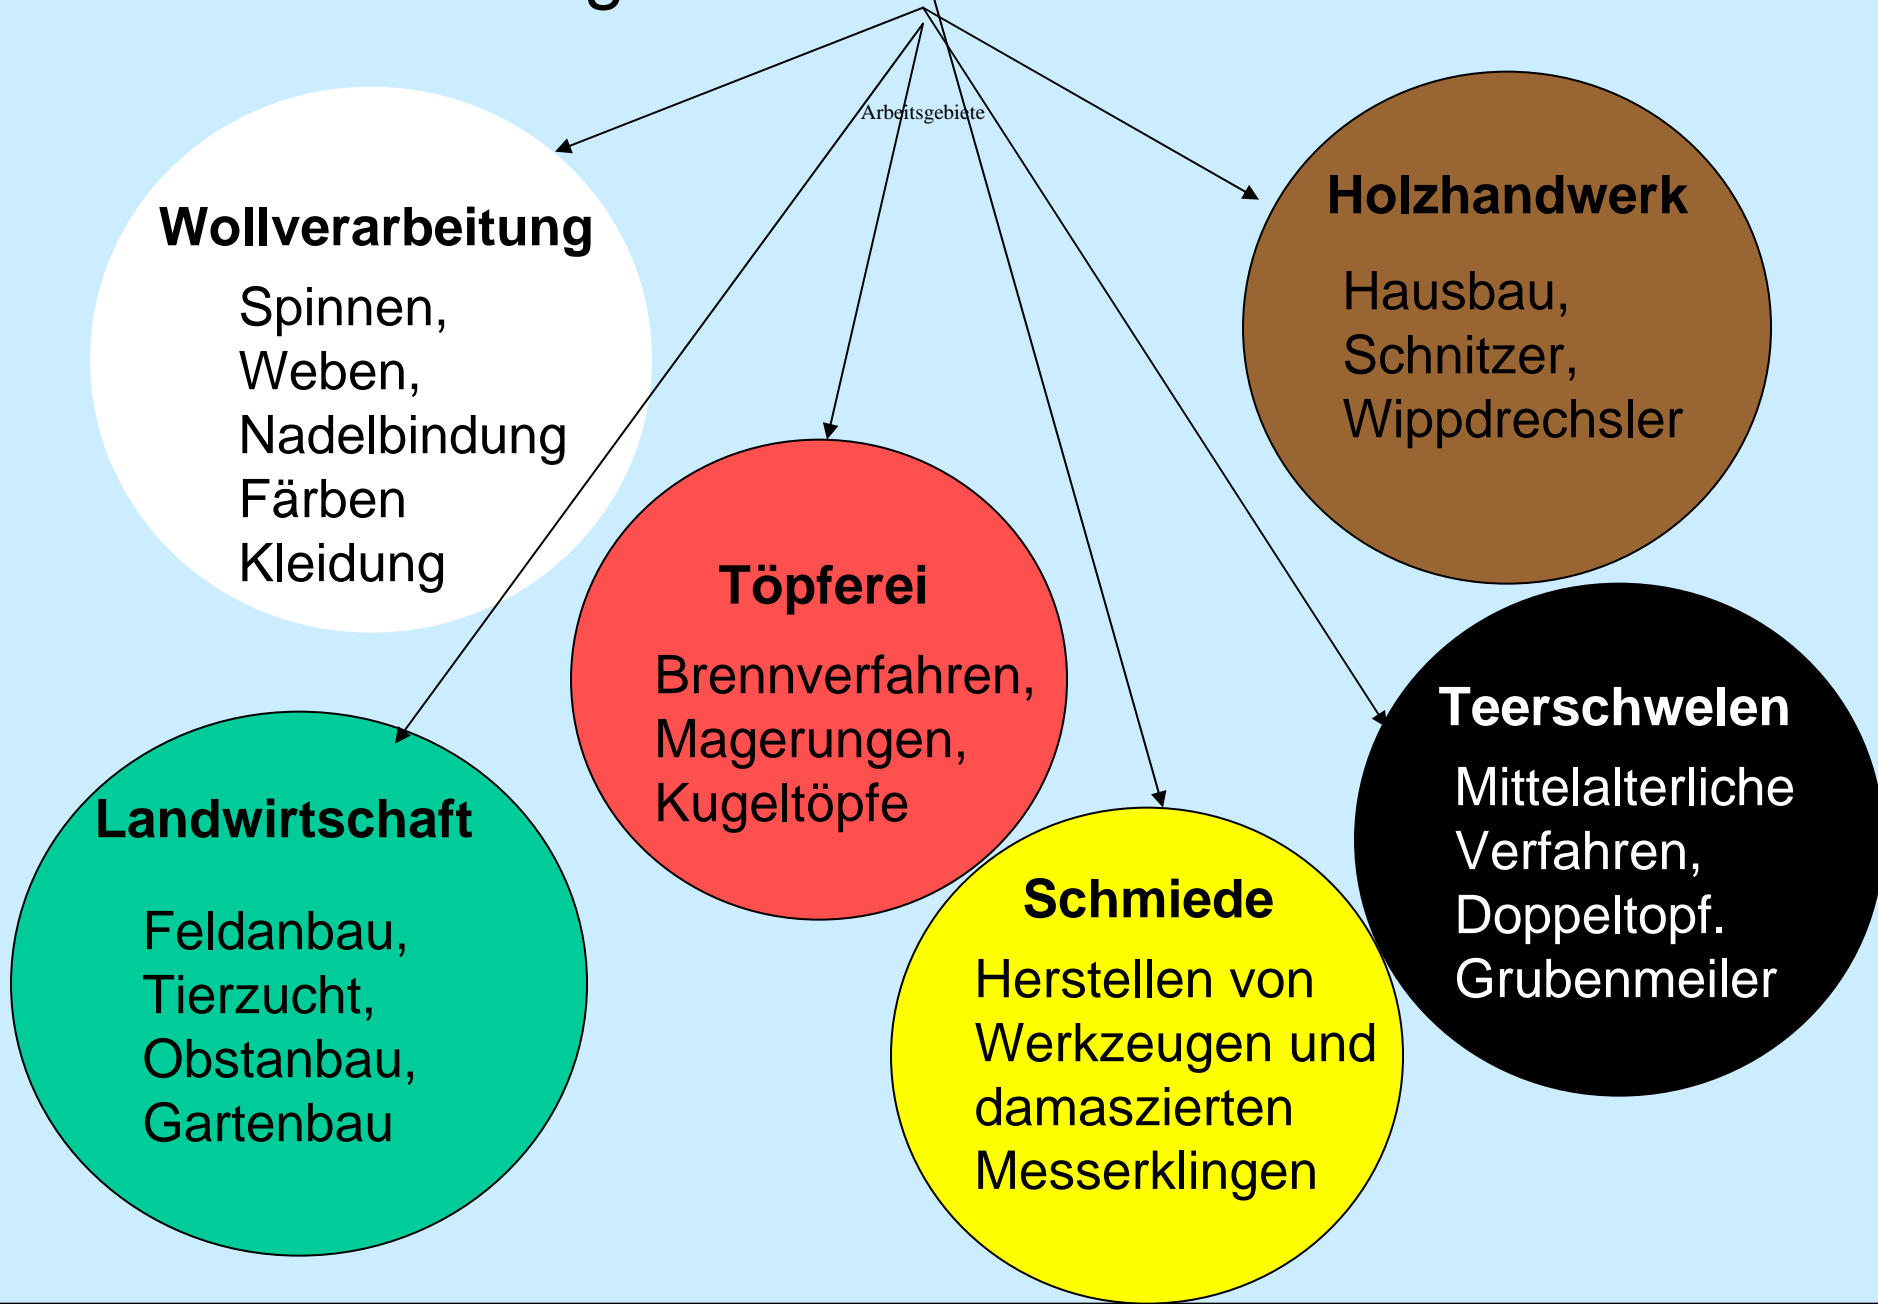 Arbeitsgebiete
Wollverarbeitung
Spinnen,
Weben,
Nadelbindung
Färben
Kleidung
Holzhandwerk
Hausbau,
Schnitzer,
Wippdrechsler
Töpferei
Brennverfahren,
Magerungen,
Kugeltöpfe
Teerschwelen
Mittelalterliche
Verfahren,
Doppeltopf.
Grubenmeiler
Landwirtschaft
Feldanbau,
Tierzucht,
Obstanbau,
Gartenbau
Schmiede
Herstellen von
Werkzeugen und
damaszierten
Messerklingen